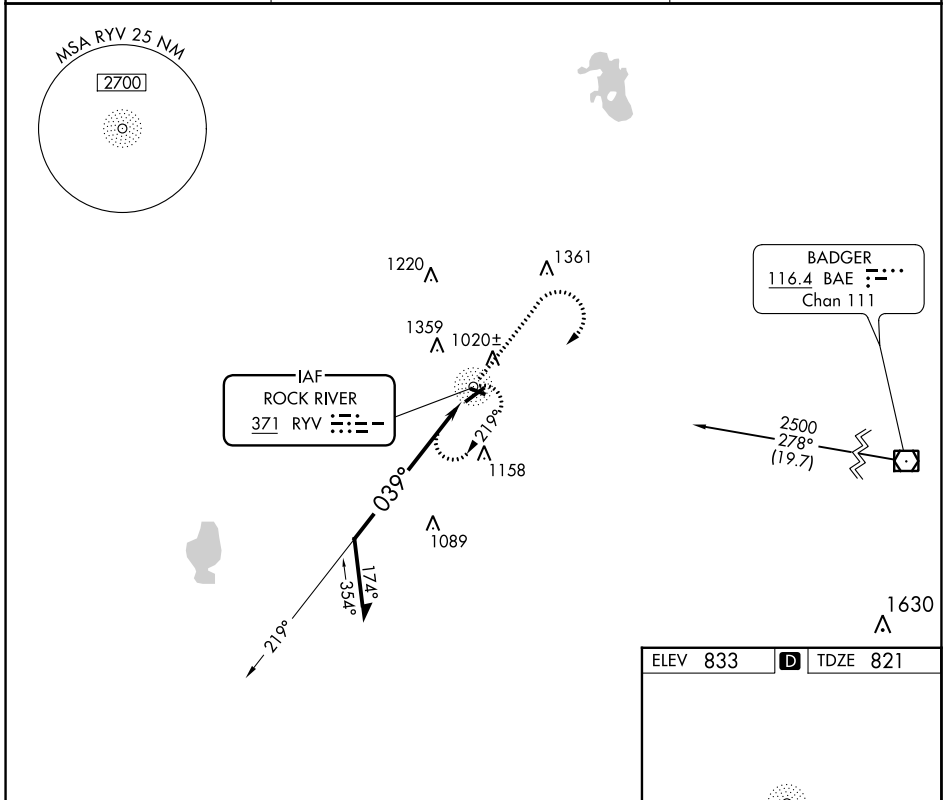 MSA RYV 25 NM
2700
1220
1361
1359
1020±
IAF
ROCK RIVER
371 RYV
BADGER
116.4 BAE
Chan 111
2500
278°
(19.7)
219°
1158
039°
1089
174°
354°
219°
1630
ELEV 833 D TDZE 821